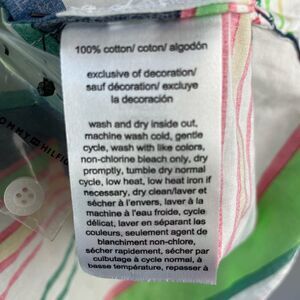 100% cotton/ coton/ algodón
exclusive of decoration/
sauf décoration/ excluye
la decoración
wash and dry inside out,
machine wash cold, gentle
cycle, wash with like colors,
non-chlorine bleach only, dry
promptly, tumble dry normal
cycle, low heat, low heat iron if
necessary, dry clean/laver et
sécher à l'envers, laver à la
machine à l'eau froide, cycle
délicat, laver en séparant les
couleurs, seulement agent de
blanchiment non-chlore,
sécher rapidement, sécher par
culbutage à cycle normal, à
basse température, repasser à
OMMY HILFIG